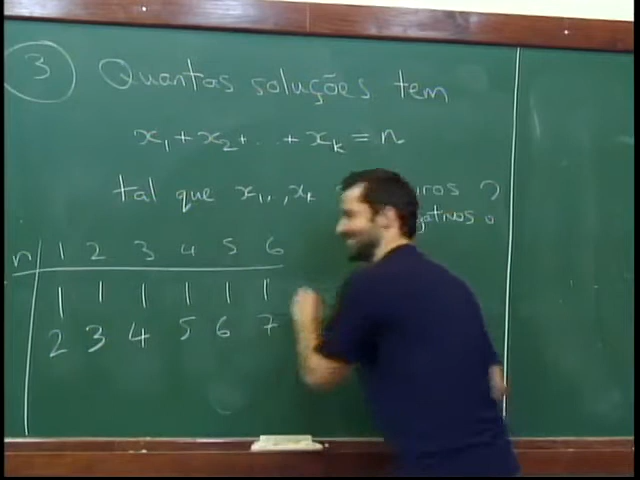 3 Quantas soluções tem
x₁+x₂+...+xₖ=n
tal que x₁,..,xₖ ?
n 1 2 3 4 5 6
1 1 1 1 1 1
2 3 4 5 6 7